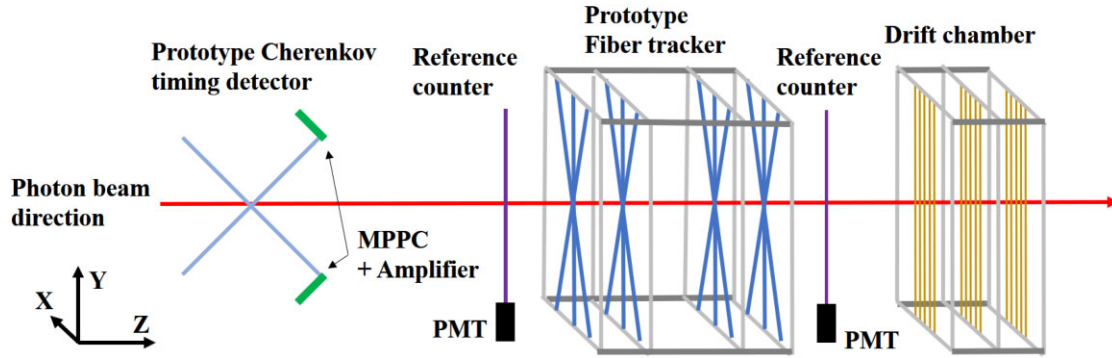 Prototype Cherenkov
timing detector
Reference
counter
Prototype
Fiber tracker
Reference
counter
Drift chamber
Photon beam
direction
MPPC
+ Amplifier
PMT
PMT
X
Y
Z